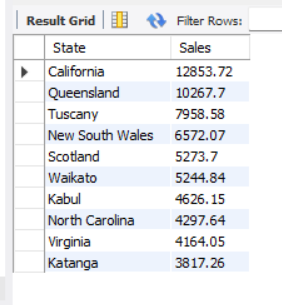 Result Grid Filter Rows:
State Sales
California 12853.72
Queensland 10267.7
Tuscany 7958.58
New South Wales 6572.07
Scotland 5273.7
Waikato 5244.84
Kabul 4626.15
North Carolina 4297.64
Virginia 4164.05
Katanga 3817.26